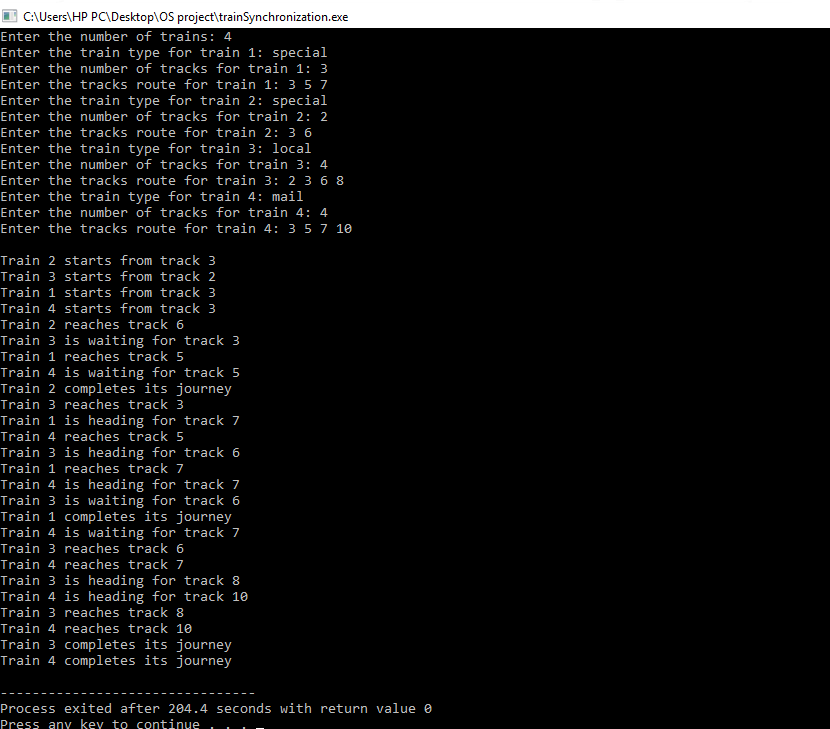 C:\Users\HP PC\Desktop\OS project\trainSynchronization.exe
Enter the number of trains: 4
Enter the train type for train 1: special
Enter the number of tracks for train 1: 3
Enter the tracks route for train 1: 3 5 7
Enter the train type for train 2: special
Enter the number of tracks for train 2: 2
Enter the tracks route for train 2: 3 6
Enter the train type for train 3: local
Enter the number of tracks for train 3: 4
Enter the tracks route for train 3: 2 3 6 8
Enter the train type for train 4: mail
Enter the number of tracks for train 4: 4
Enter the tracks route for train 4: 3 5 7 10
Train 2 starts from track 3
Train 3 starts from track 2
Train 1 starts from track 3
Train 4 starts from track 3
Train 2 reaches track 6
Train 3 is waiting for track 3
Train 1 reaches track 5
Train 4 is waiting for track 5
Train 2 completes its journey
Train 3 reaches track 3
Train 1 is heading for track 7
Train 4 reaches track 5
Train 3 is heading for track 6
Train 1 reaches track 7
Train 4 is heading for track 7
Train 3 is waiting for track 6
Train 1 completes its journey
Train 4 is waiting for track 7
Train 3 reaches track 6
Train 4 reaches track 7
Train 3 is heading for track 8
Train 4 is heading for track 10
Train 3 reaches track 8
Train 4 reaches track 10
Train 3 completes its journey
Train 4 completes its journey
--------------------------------
Process exited after 204.4 seconds with return value 0
Press any key to continue . . . _